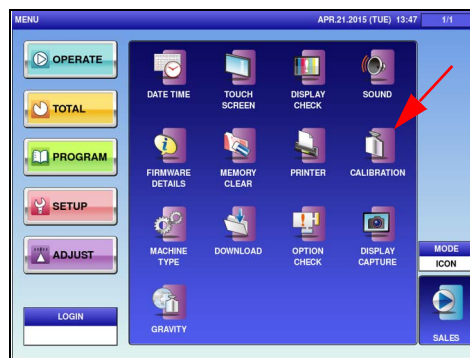 MENU
APR.21.2015 (TUE) 13:47
1/1
OPERATE
TOTAL
PROGRAM
SETUP
ADJUST
LOGIN
DATE TIME
TOUCH
SCREEN
DISPLAY
CHECK
SOUND
FIRMWARE
DETAILS
MEMORY
CLEAR
PRINTER
CALIBRATION
MACHINE
TYPE
DOWNLOAD
OPTION
CHECK
DISPLAY
CAPTURE
GRAVITY
MODE
ICON
SALES